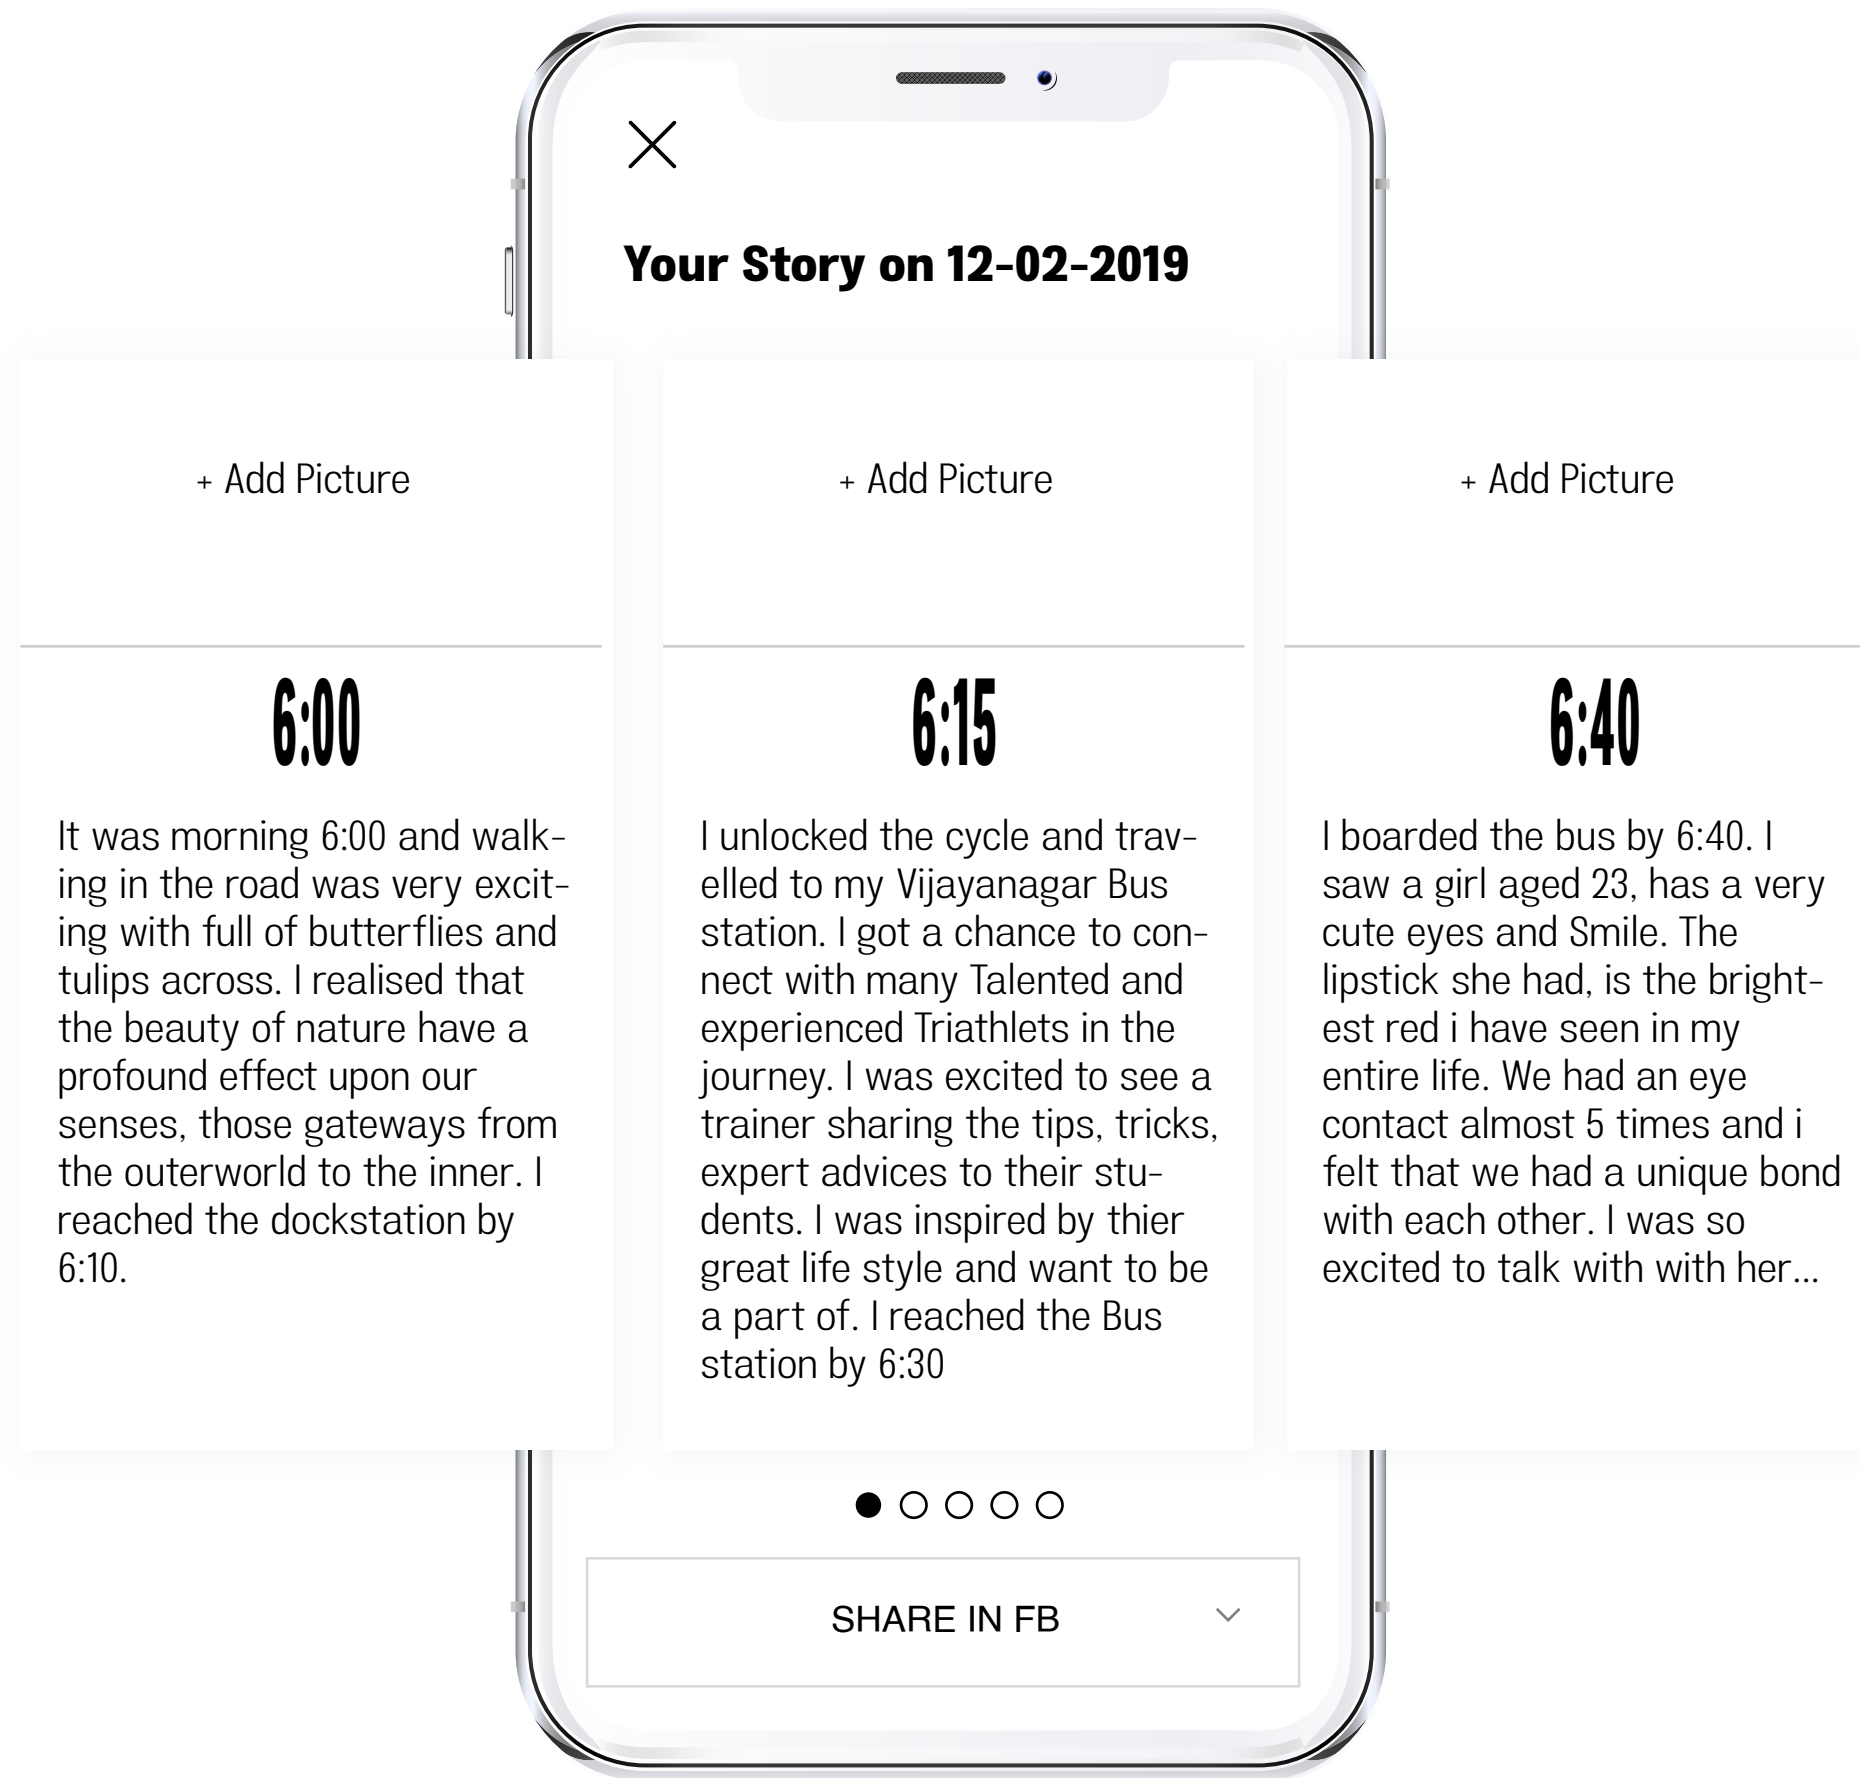 Your Story on 12-02-2019
+ Add Picture
6:00
It was morning 6:00 and walk-
ing in the road was very excit-
ing with full of butterflies and
tulips across. I realised that
the beauty of nature have a
profound effect upon our
senses, those gateways from
the outerworld to the inner. I
reached the dockstation by
6:10.
+ Add Picture
6:15
I unlocked the cycle and trav-
elled to my Vijayanagar Bus
station. I got a chance to con-
nect with many Talented and
experienced Triathlets in the
journey. I was excited to see a
trainer sharing the tips, tricks,
expert advices to their stu-
dents. I was inspired by thier
great life style and want to be
a part of. I reached the Bus
station by 6:30
+ Add Picture
6:40
I boarded the bus by 6:40. I
saw a girl aged 23, has a very
cute eyes and Smile. The
lipstick she had, is the bright-
est red i have seen in my
entire life. We had an eye
contact almost 5 times and i
felt that we had a unique bond
with each other. I was so
excited to talk with with her...
SHARE IN FB